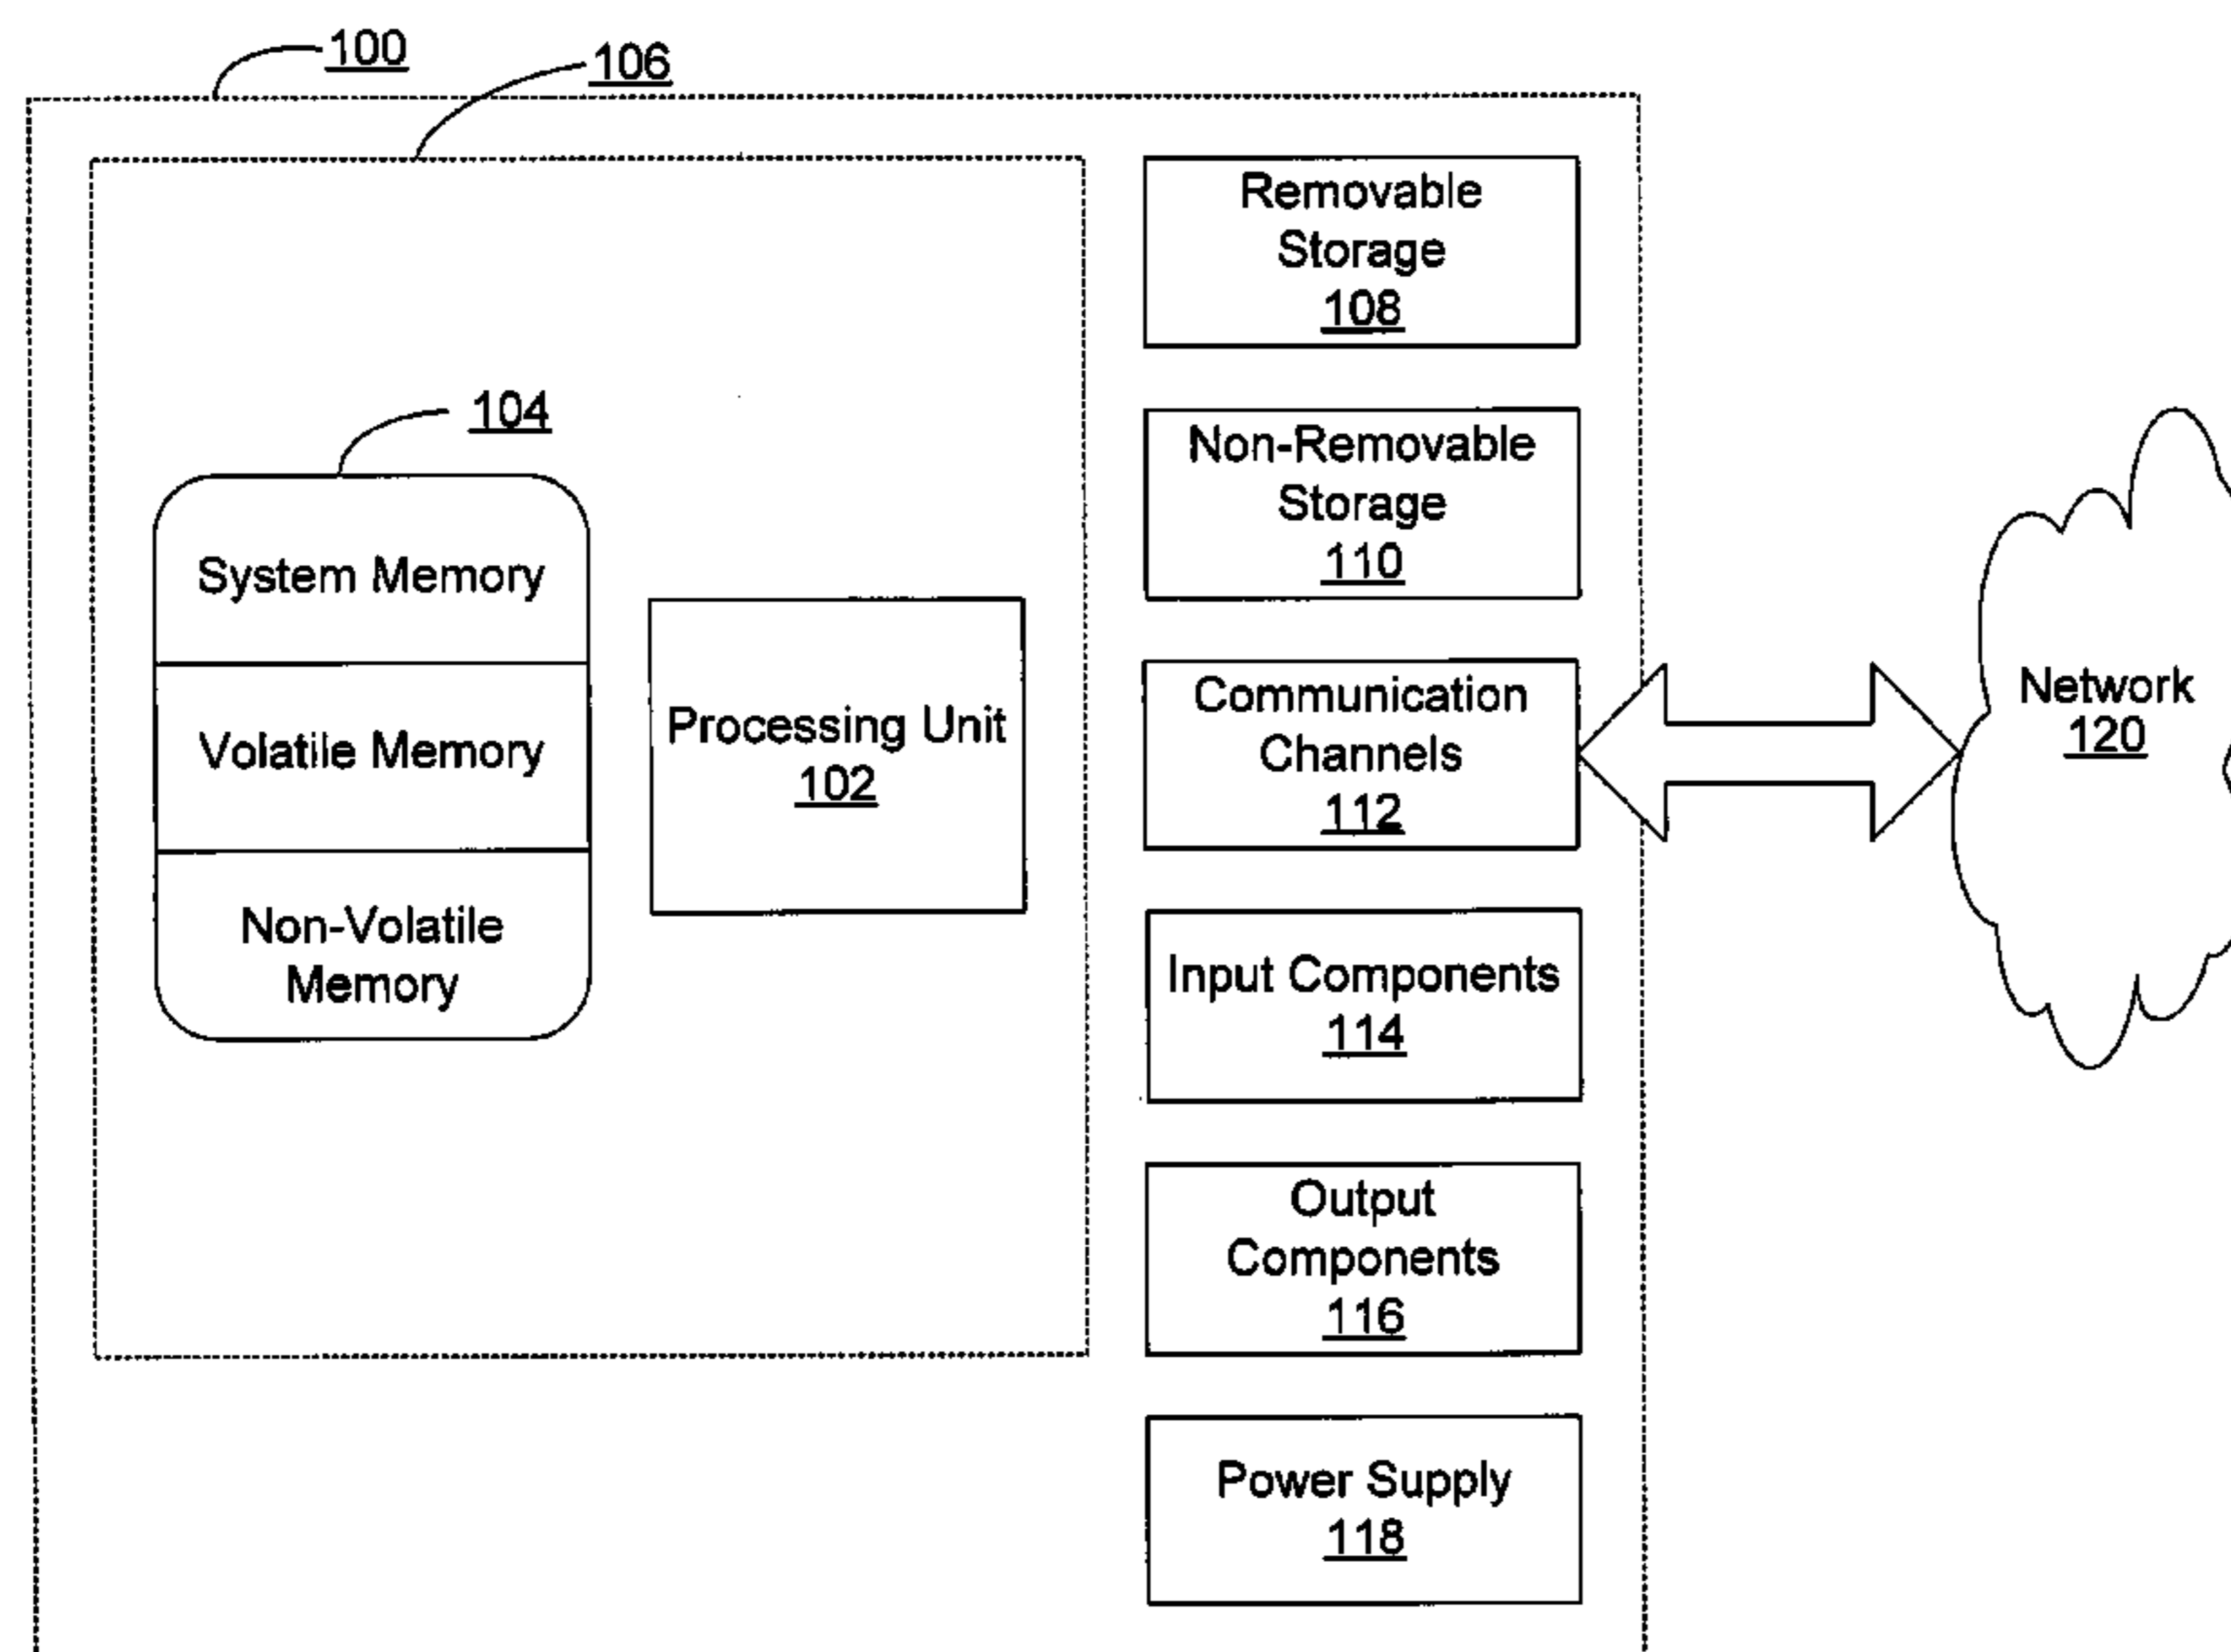 100
106
Removable
Storage
108
104
Non-Removable
Storage
110
System Memory
Volatile Memory
Non-Volatile
Memory
Processing Unit
102
Communication
Channels
112
Network
120
Input Components
114
Output
Components
116
Power Supply
118